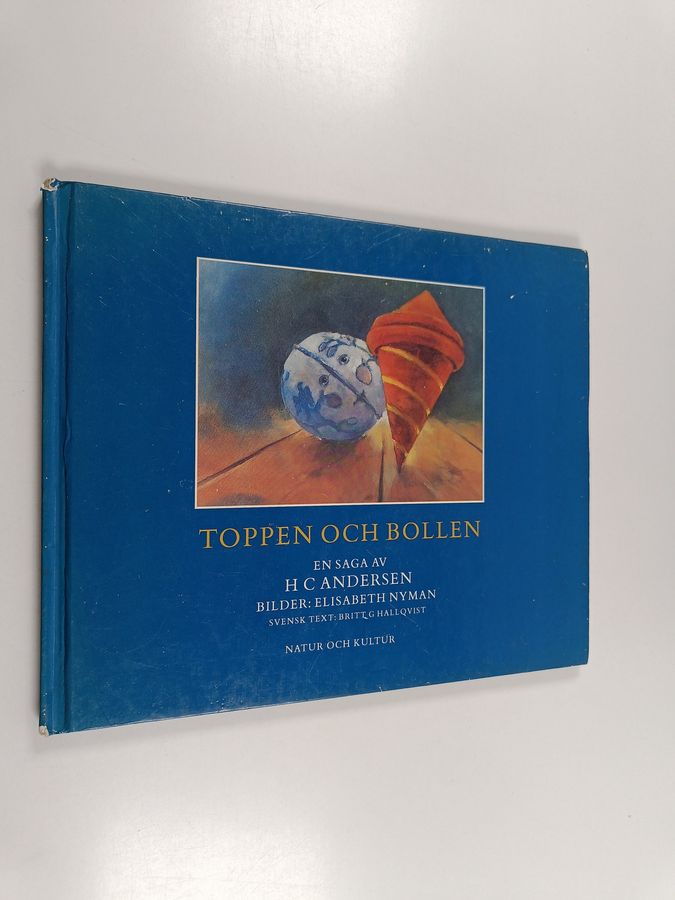 TOPPEN OCH BOLLEN
EN SAGA AV
H C ANDERSEN
BILDER: ELISABETH NYMAN
SVENSK TEXT: BRITT G HALLQVIST
NATUR OCH KULTUR